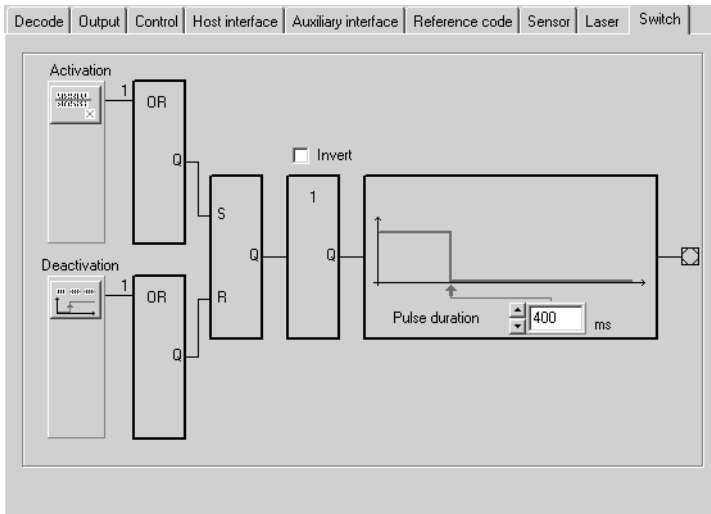 Decode Output Control Host interface Auxiliary interface Reference code Sensor Laser Switch
Activation
1
OR
Q
Invert
S
Q
R
1
Q
Deactivation
1
OR
Q
Pulse duration 400 ms